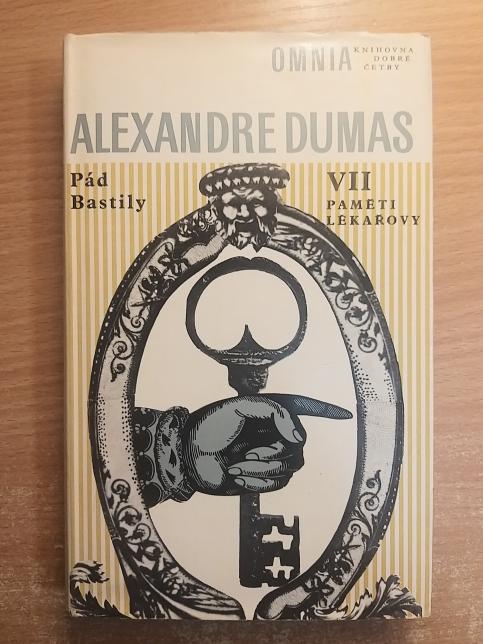 OMNIA
KNIHOVNA
DOBRÉ
ČETBY
ALEXANDRE DUMAS
Pád
Bastily
VII
PAMĚTI
LÉKAŘOVY